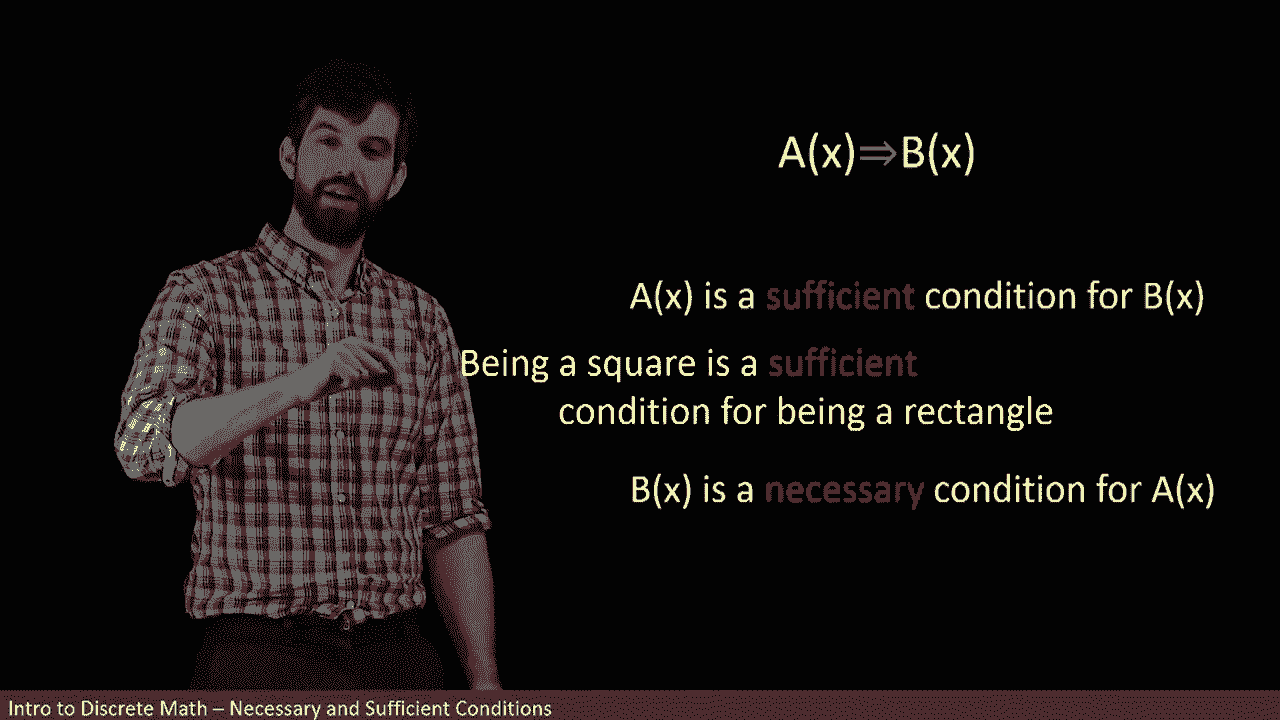 A(x)⇒B(x)
A(x) is a sufficient condition for B(x)
Being a square is a sufficient
condition for being a rectangle
B(x) is a necessary condition for A(x)
Intro to Discrete Math – Necessary and Sufficient Conditions